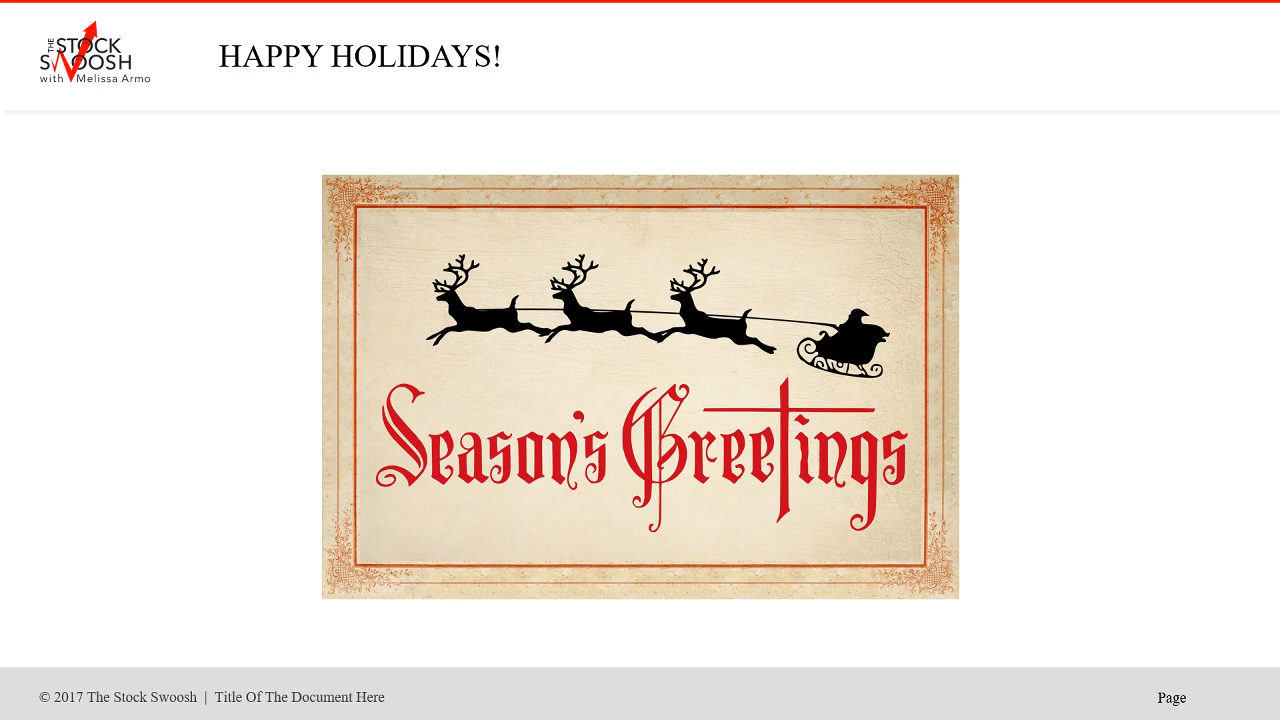 THE STOCK
SWOOSH
with Melissa Armo
HAPPY HOLIDAYS!
Season's Greetings
© 2017 The Stock Swoosh | Title Of The Document Here
Page